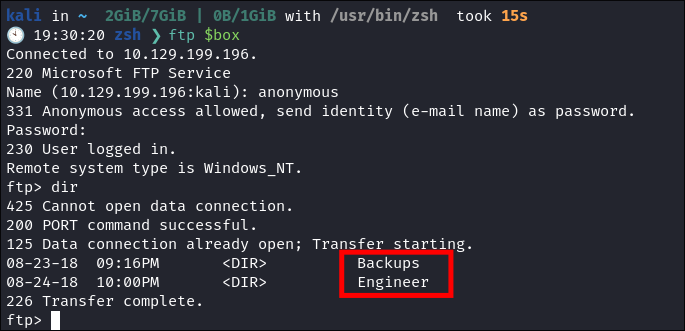 kali in ~  2GiB/7GiB | 0B/1GiB with /usr/bin/zsh  took 15s
🕢 19:30:20 zsh ❯ ftp $box
Connected to 10.129.199.196.
220 Microsoft FTP Service
Name (10.129.199.196:kali): anonymous
331 Anonymous access allowed, send identity (e-mail name) as password.
Password:
230 User logged in.
Remote system type is Windows_NT.
ftp> dir
425 Cannot open data connection.
200 PORT command successful.
125 Data connection already open; Transfer starting.
08-23-18  09:16PM       <DIR>          Backups
08-24-18  10:00PM       <DIR>          Engineer
226 Transfer complete.
ftp>